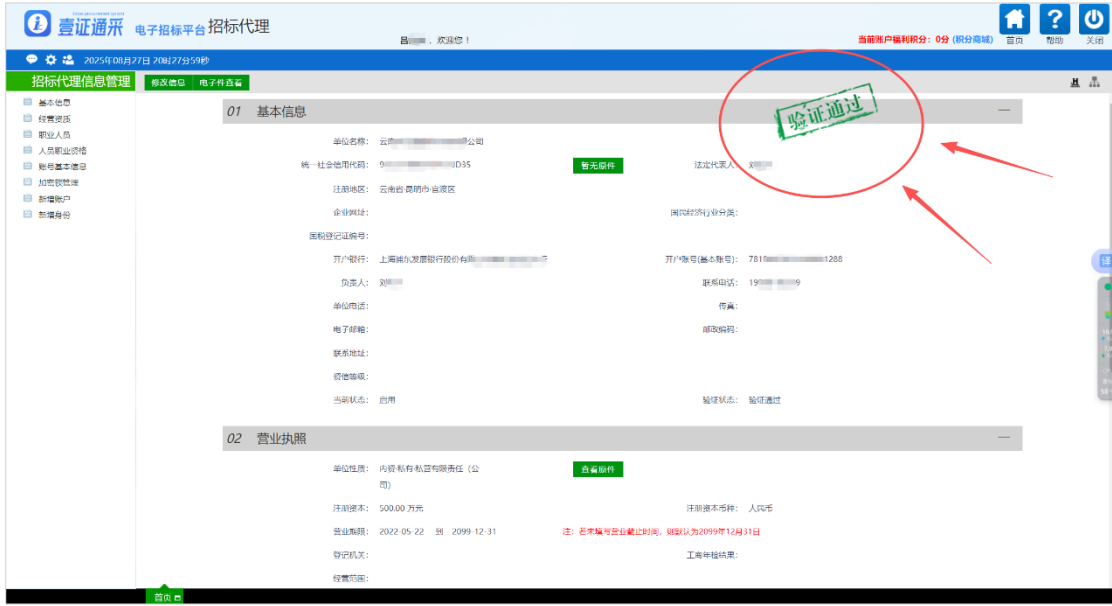 壹证通采 电子招标平台 招标代理
吕 ，欢迎您！
当前账户福利积分：0分 (积分商城)
首页 帮助 关闭
2025年08月27日 20时27分59秒
招标代理信息管理 修改信息 电子件查看
基本信息
经营资质
职业人员
人员职业资格
账号基本信息
加密锁管理
新增账户
新增身份
01 基本信息
验证通过
单位名称： 云南 公司
统一社会信用代码： 9 JD35 暂无原件 法定代表人： 刘
注册地区： 云南省·昆明市·官渡区
企业网址： 国民经济行业分类：
国税登记证编号：
开户银行： 上海浦东发展银行股份有限 开户账号(基本账号)： 7819 1288
负责人： 刘 联系电话： 199 9
单位电话： 传真：
电子邮箱： 邮政编码：
联系地址：
资信等级：
当前状态： 启用 验证状态： 验证通过
02 营业执照
单位性质： 内资·私有·私营有限责任（公
司） 查看原件
注册资本： 500.00 万元 注册资本币种： 人民币
营业期限： 2022-05-22 到 2099-12-31 注：若未填写营业截止时间，则默认为2099年12月31日
登记机关： 工商年检结果：
经营范围：
首页